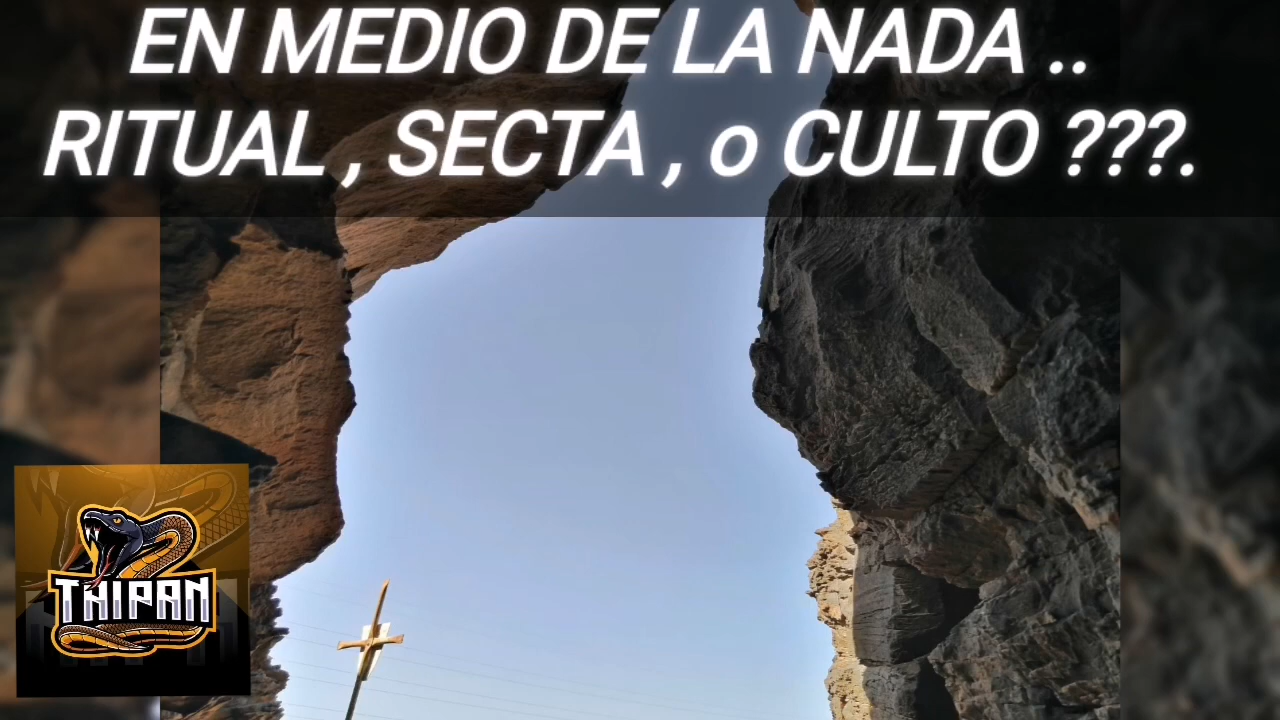 EN MEDIO DE LA NADA ..
RITUAL , SECTA , o CULTO ???.
THIPAN